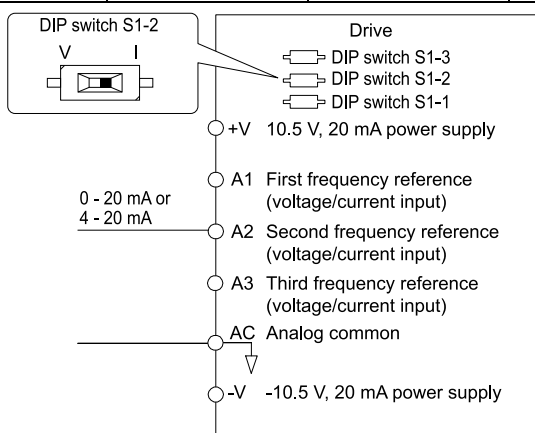 DIP switch S1-2
V I
Drive
DIP switch S1-3
DIP switch S1-2
DIP switch S1-1
+V 10.5 V, 20 mA power supply
A1 First frequency reference
(voltage/current input)
0 - 20 mA or
4 - 20 mA
A2 Second frequency reference
(voltage/current input)
A3 Third frequency reference
(voltage/current input)
AC Analog common
-V -10.5 V, 20 mA power supply